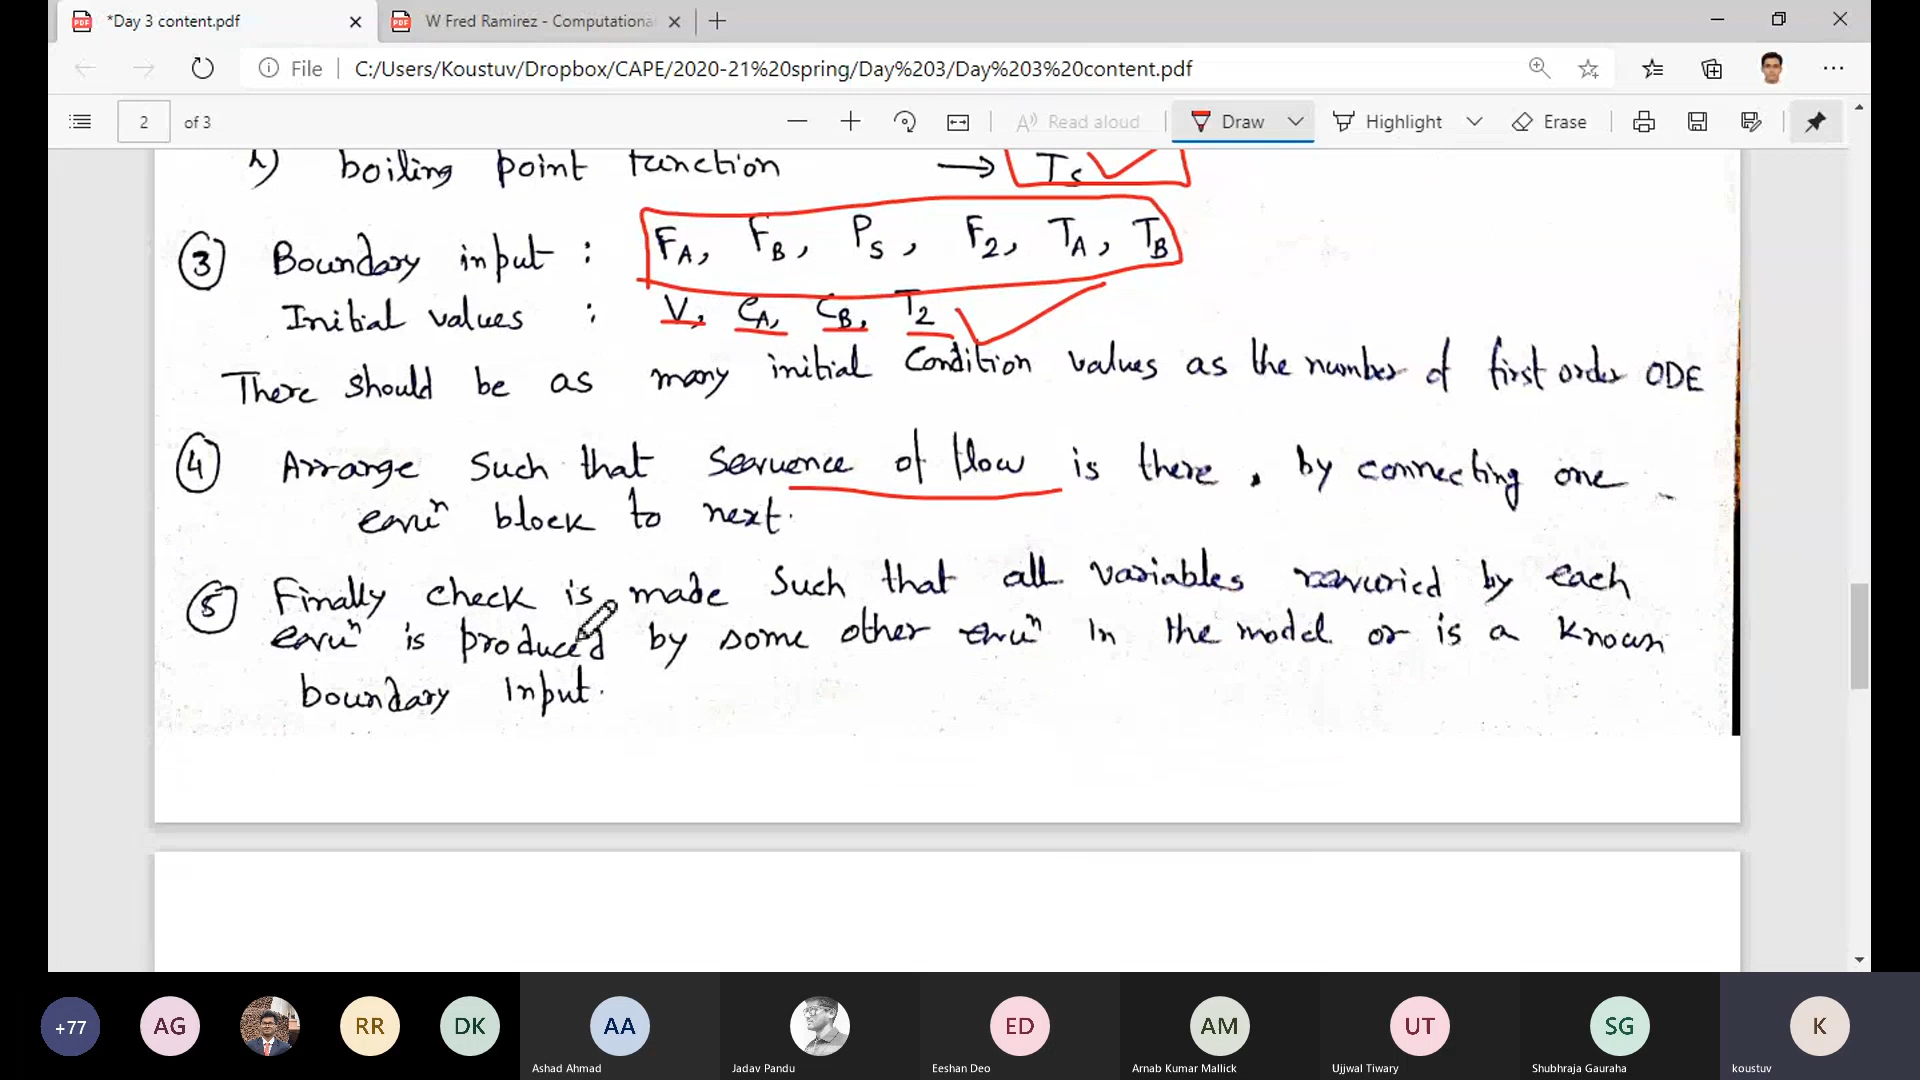 *Day 3 content.pdf
W Fred Ramirez - Computationa
File
C:/Users/Koustuv/Dropbox/CAPE/2020-21%20spring/Day%203/Day%203%20content.pdf
2 of 3
Read aloud
Draw
Highlight
Erase
h) boiling point function → Tc
③ Boundary input : FA, FB, Ps, F2, TA, TB
Initial values : V, CA, CB, T2
There should be as many initial condition values as the number of first order ODE
④ Arrange such that sequence of flow is there, by connecting one
equⁿ block to next.
⑤ Finally check is made such that all variables required by each
equⁿ is produced by some other equⁿ in the model or is a known
boundary input.
+77
AG
RR
DK
AA
ED
AM
UT
SG
K
Ashad Ahmad
Jadav Pandu
Eeshan Deo
Arnab Kumar Mallick
Ujjwal Tiwary
Shubhraja Gauraha
koustuv